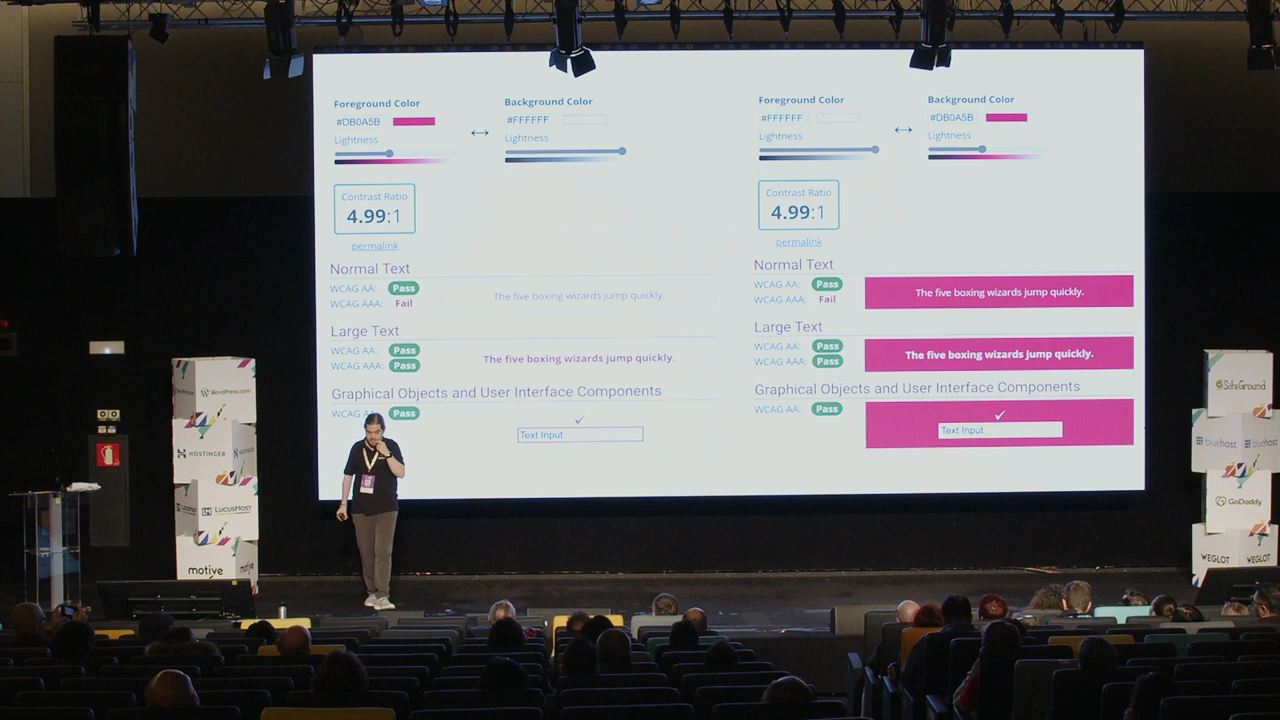 Foreground Color
#DB0A5B
Lightness
Background Color
#FFFFFF
Lightness
Contrast Ratio
4.99:1
permalink
Normal Text
WCAG AA: Pass
WCAG AAA: Fail
The five boxing wizards jump quickly.
Large Text
WCAG AA: Pass
WCAG AAA: Pass
The five boxing wizards jump quickly.
Graphical Objects and User Interface Components
WCAG AA: Pass
Text Input
Foreground Color
#FFFFFF
Lightness
Background Color
#DB0A5B
Lightness
Contrast Ratio
4.99:1
permalink
Normal Text
WCAG AA: Pass
WCAG AAA: Fail
The five boxing wizards jump quickly.
Large Text
WCAG AA: Pass
WCAG AAA: Pass
The five boxing wizards jump quickly.
Graphical Objects and User Interface Components
WCAG AA: Pass
Text Input
WordPress.com
HOSTINGER
LucusHost
motive
SiteGround
bluehost
bluehost
GoDaddy
WEGLOT
WEGLOT